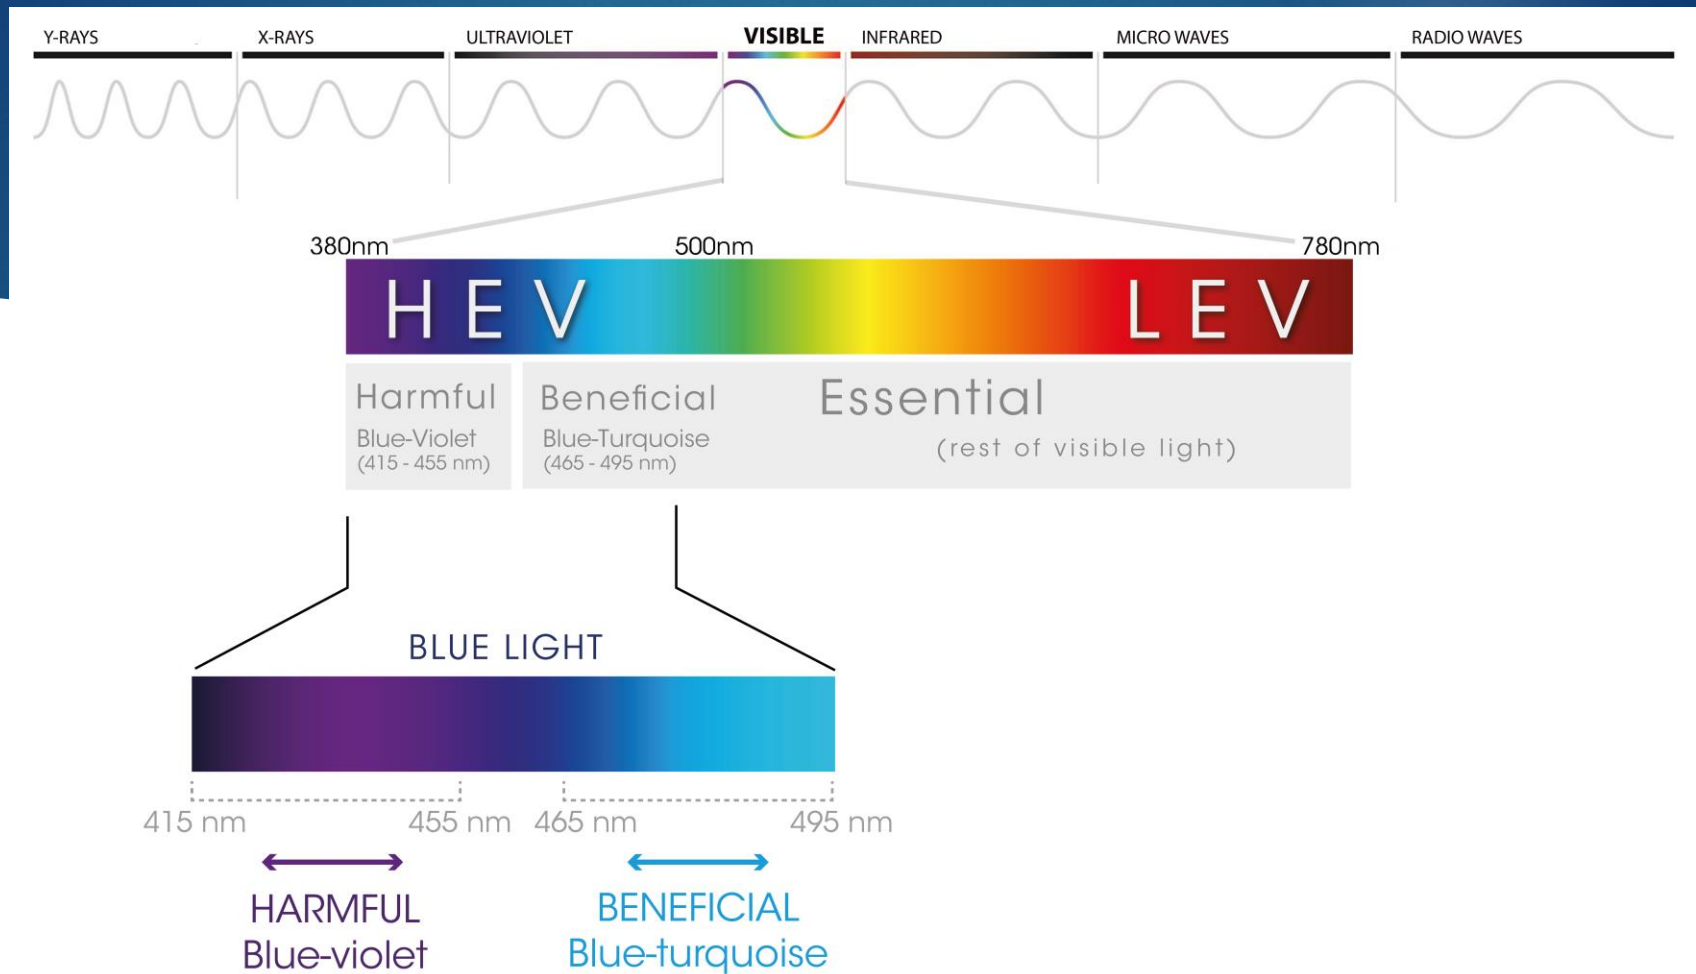 Y-RAYS
X-RAYS
ULTRAVIOLET
VISIBLE
INFRARED
MICRO WAVES
RADIO WAVES
380nm
500nm
780nm
HEV
LEV
Harmful
Blue-Violet
(415 - 455 nm)
Beneficial
Blue-Turquoise
(465 - 495 nm)
Essential
(rest of visible light)
BLUE LIGHT
415 nm
455 nm
465 nm
495 nm
HARMFUL
Blue-violet
BENEFICIAL
Blue-turquoise